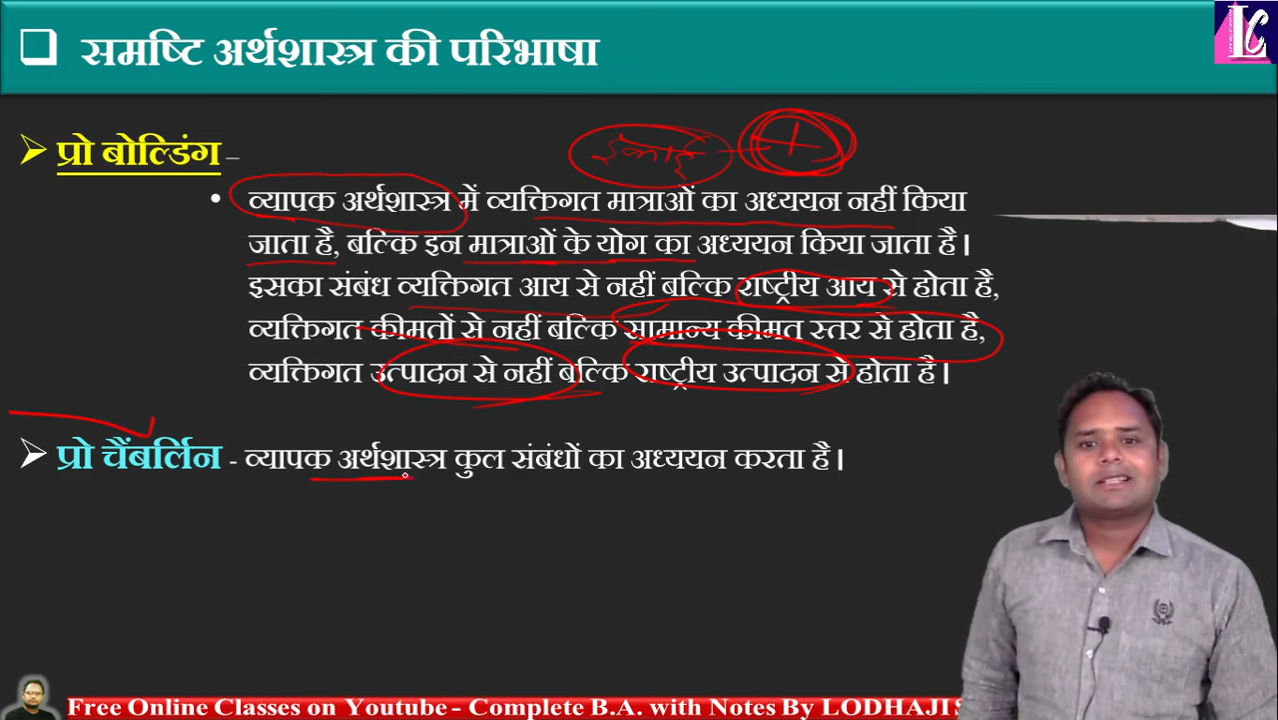 समष्टि अर्थशास्त्र की परिभाषा
LC
प्रो बोल्डिंग –
इकाई +
• व्यापक अर्थशास्त्र में व्यक्तिगत मात्राओं का अध्ययन नहीं किया
जाता है, बल्कि इन मात्राओं के योग का अध्ययन किया जाता है।
इसका संबंध व्यक्तिगत आय से नहीं बल्कि राष्ट्रीय आय से होता है,
व्यक्तिगत कीमतों से नहीं बल्कि सामान्य कीमत स्तर से होता है,
व्यक्तिगत उत्पादन से नहीं बल्कि राष्ट्रीय उत्पादन से होता है।
प्रो चैंबर्लिन - व्यापक अर्थशास्त्र कुल संबंधों का अध्ययन करता है।
Free Online Classes on Youtube - Complete B.A. with Notes By LODHAJI S